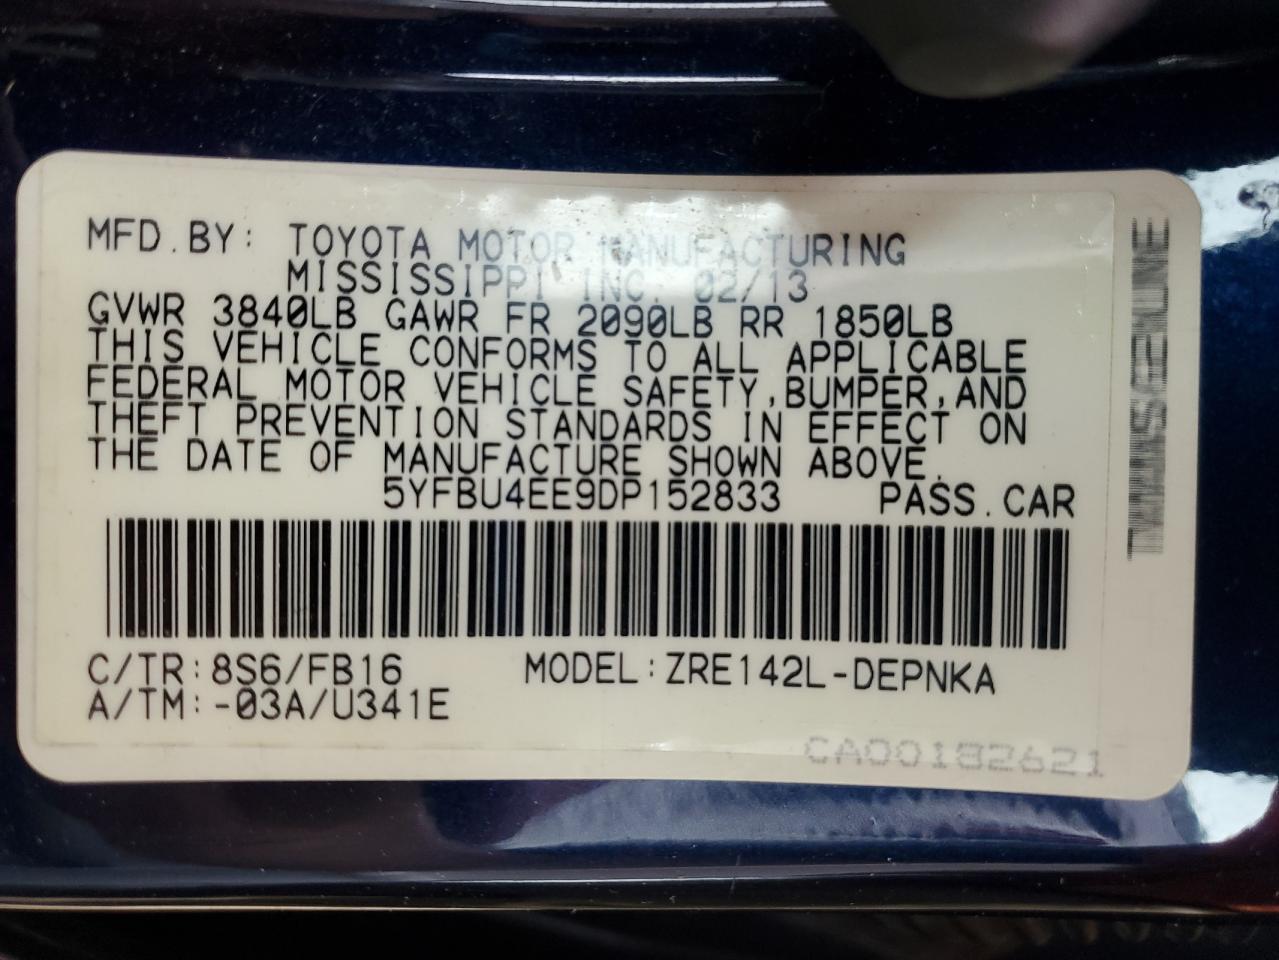 MFD.BY: TOYOTA MOTOR MANUFACTURING
MISSISSIPPI INC. 02/13
GVWR 3840LB GAWR FR 2090LB RR 1850LB
THIS VEHICLE CONFORMS TO ALL APPLICABLE
FEDERAL MOTOR VEHICLE SAFETY,BUMPER,AND
THEFT PREVENTION STANDARDS IN EFFECT ON
THE DATE OF MANUFACTURE SHOWN ABOVE.
5YFBU4EE9DP152833 PASS.CAR
C/TR:8S6/FB16 MODEL:ZRE142L-DEPNKA
A/TM:-03A/U341E
CA00182621